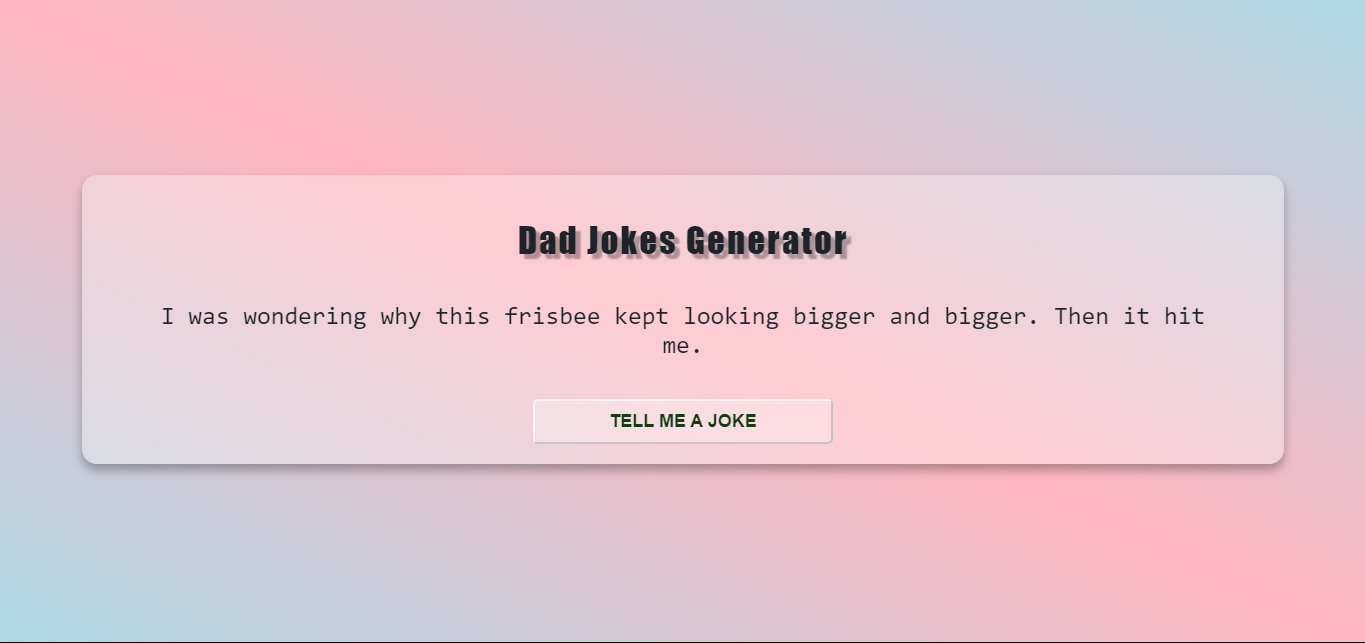 Dad Jokes Generator
I was wondering why this frisbee kept looking bigger and bigger. Then it hit
me.
TELL ME A JOKE